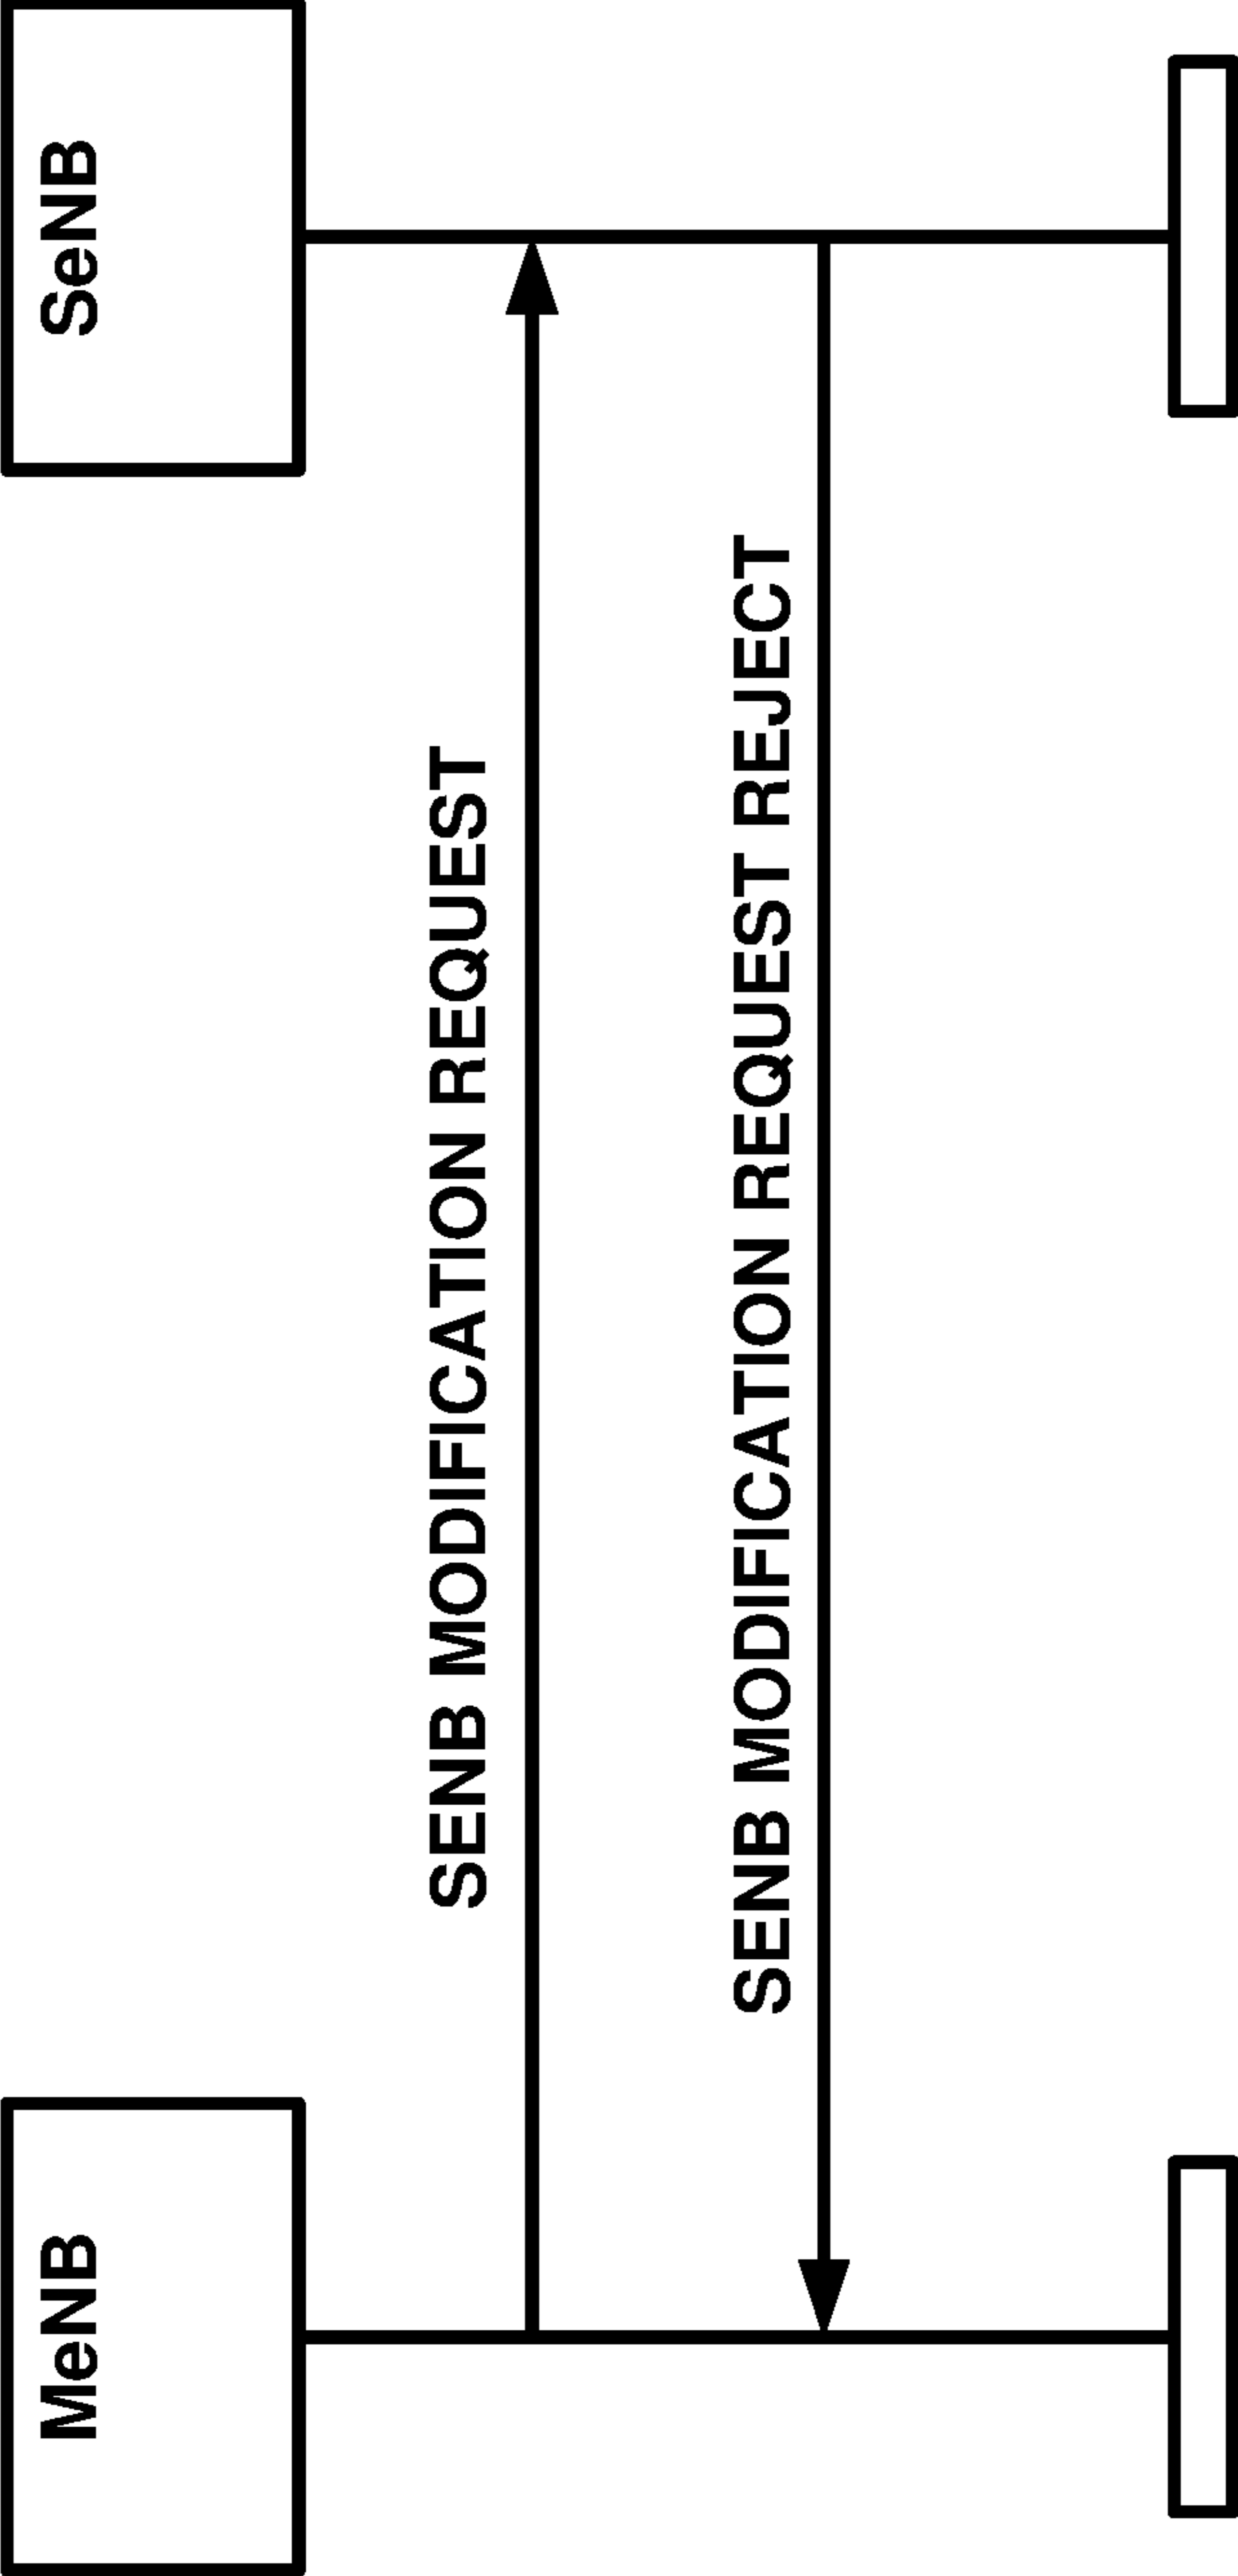 MeNB
SeNB
SENB MODIFICATION REQUEST
SENB MODIFICATION REQUEST REJECT